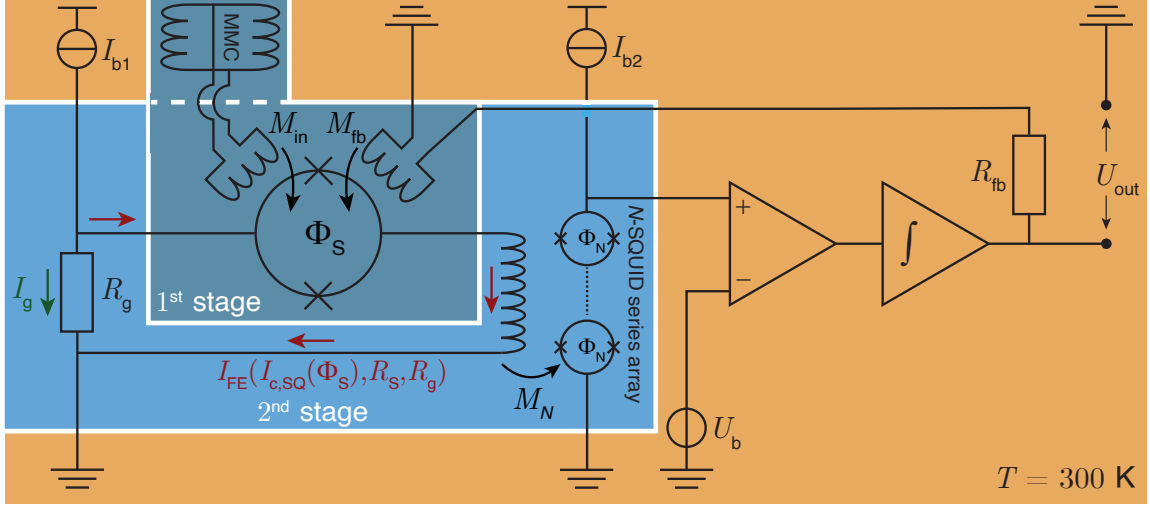 I_b1
MMC
I_b2
M_in
M_fb
Φ_S
R_fb
U_out
+
−
∫
Φ_N
Φ_N
N-SQUID series array
I_g
R_g
1st stage
I_FE(I_c,SQ(Φ_S),R_S,R_g)
M_N
2nd stage
U_b
T = 300 K